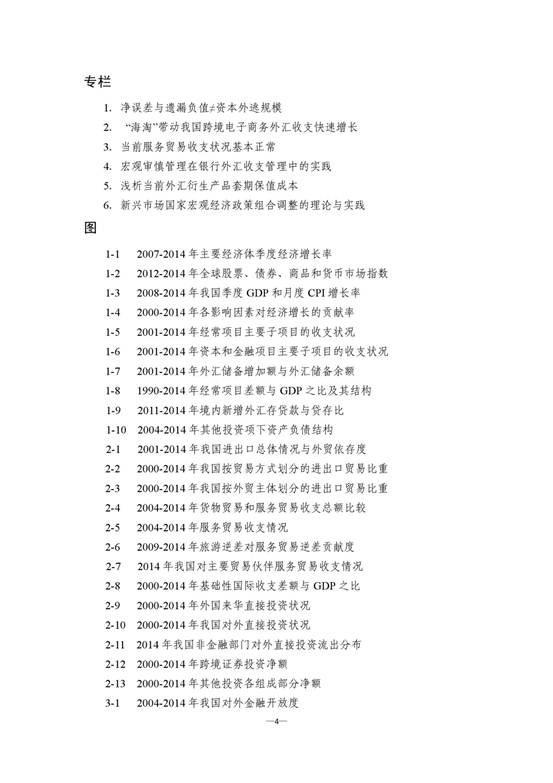 专栏
1. 净误差与遗漏负值≠资本外逃规模
2. “海淘”带动我国跨境电子商务外汇收支快速增长
3. 当前服务贸易收支状况基本正常
4. 宏观审慎管理在银行外汇收支管理中的实践
5. 浅析当前外汇衍生产品套期保值成本
6. 新兴市场国家宏观经济政策组合调整的理论与实践
图
1-1 2007-2014 年主要经济体季度经济增长率
1-2 2012-2014 年全球股票、债券、商品和货币市场指数
1-3 2008-2014 年我国季度 GDP 和月度 CPI 增长率
1-4 2000-2014 年各影响因素对经济增长的贡献率
1-5 2001-2014 年经常项目主要子项目的收支状况
1-6 2001-2014 年资本和金融项目主要子项目的收支状况
1-7 2001-2014 年外汇储备增加额与外汇储备余额
1-8 1990-2014 年经常项目差额与 GDP 之比及其结构
1-9 2011-2014 年境内新增外汇存贷款与贷存比
1-10 2004-2014 年其他投资项下资产负债结构
2-1 2001-2014 年我国进出口总体情况与外贸依存度
2-2 2000-2014 年我国按贸易方式划分的进出口贸易比重
2-3 2000-2014 年我国按外贸主体划分的进出口贸易比重
2-4 2004-2014 年货物贸易和服务贸易收支总额比较
2-5 2004-2014 年服务贸易收支情况
2-6 2009-2014 年旅游逆差对服务贸易逆差贡献度
2-7 2014 年我国对主要贸易伙伴服务贸易收支情况
2-8 2000-2014 年基础性国际收支差额与 GDP 之比
2-9 2000-2014 年外国来华直接投资状况
2-10 2000-2014 年我国对外直接投资状况
2-11 2014 年我国非金融部门对外直接投资流出分布
2-12 2000-2014 年跨境证券投资净额
2-13 2000-2014 年其他投资各组成部分净额
3-1 2004-2014 年我国对外金融开放度
—4—